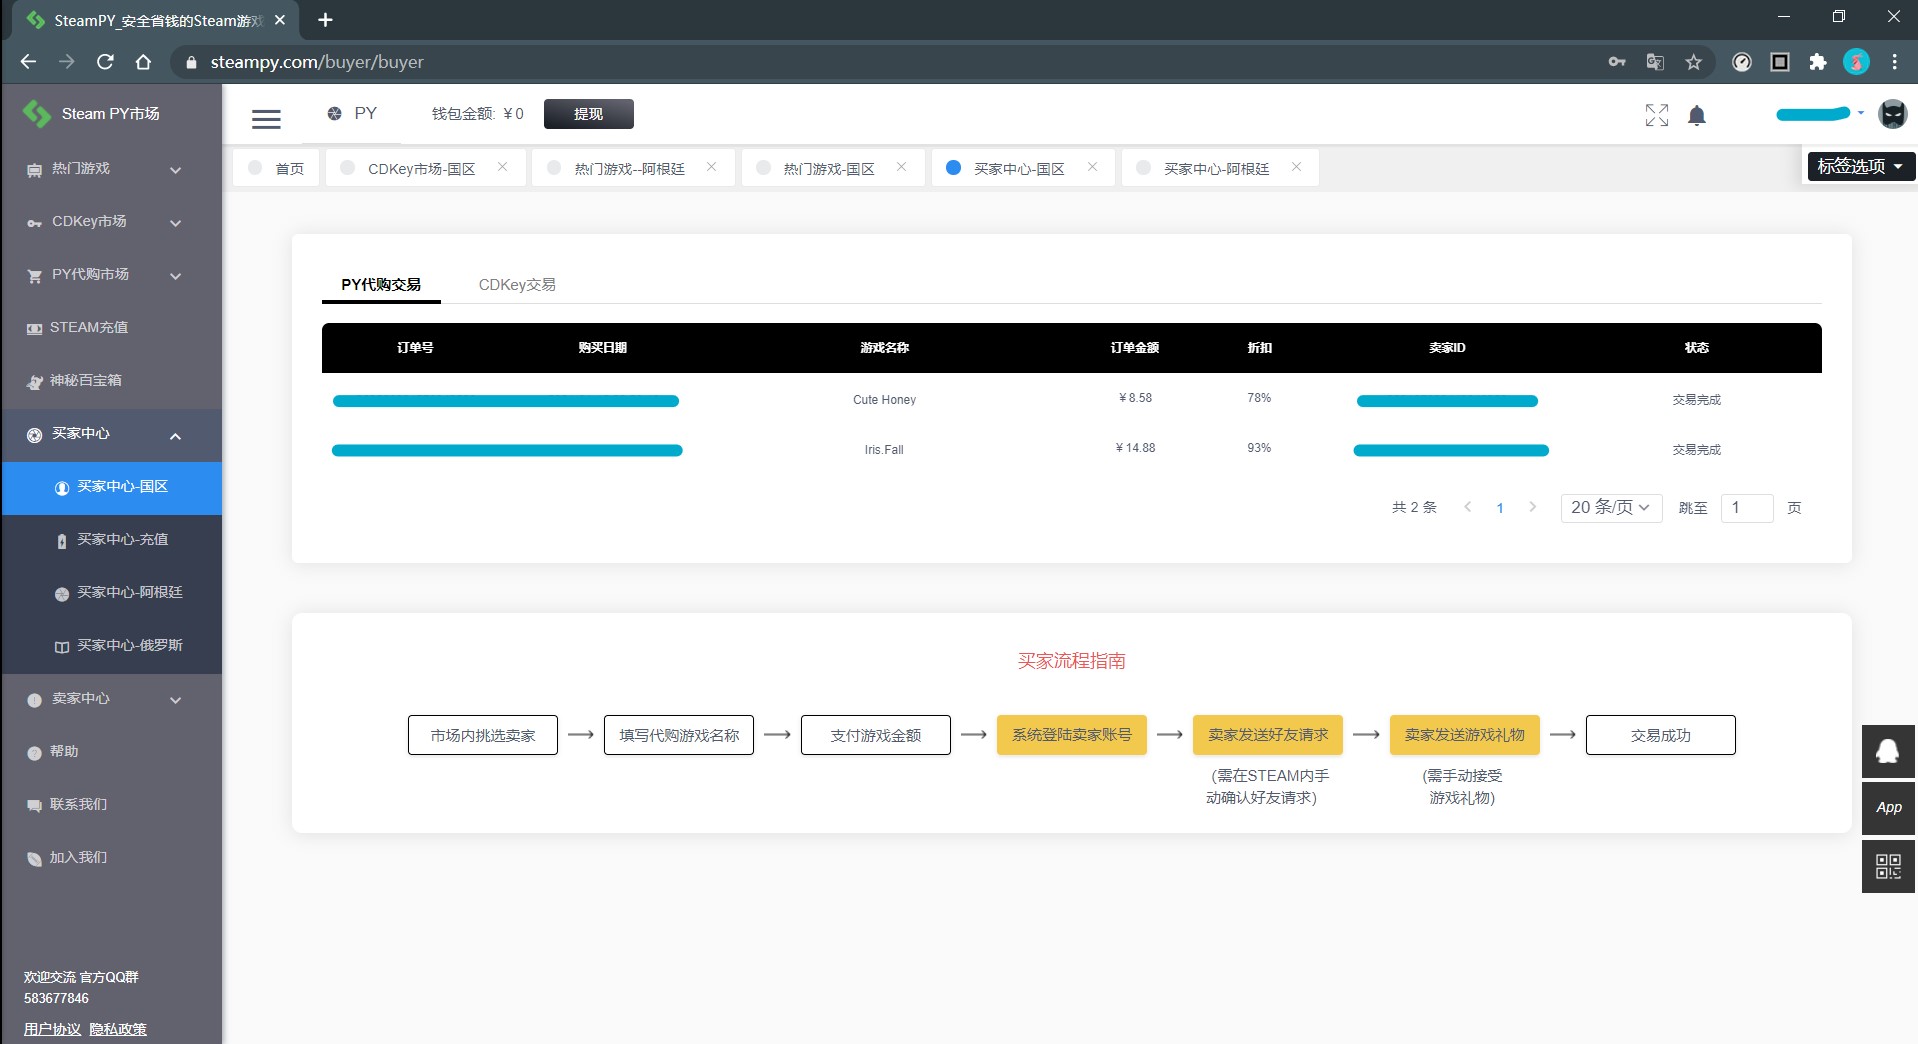 SteamPY_安全省钱的Steam游戏
steampy.com/buyer/buyer
Steam PY市场
PY
钱包金额: ￥0
提现
首页
CDKey市场-国区
热门游戏--阿根廷
热门游戏-国区
买家中心-国区
买家中心-阿根廷
标签选项
热门游戏
CDKey市场
PY代购市场
STEAM充值
神秘百宝箱
买家中心
买家中心-国区
买家中心-充值
买家中心-阿根廷
买家中心-俄罗斯
卖家中心
帮助
联系我们
加入我们
欢迎交流 官方QQ群
583677846
用户协议 隐私政策
PY代购交易 CDKey交易
订单号 购买日期 游戏名称 订单金额 折扣 卖家ID 状态
Cute Honey ￥8.58 78% 交易完成
Iris.Fall ￥14.88 93% 交易完成
共 2 条 1 20 条/页 跳至 1 页
买家流程指南
市场内挑选卖家 填写代购游戏名称 支付游戏金额 系统登陆卖家账号 卖家发送好友请求 卖家发送游戏礼物 交易成功
(需在STEAM内手
动确认好友请求)
(需手动接受
游戏礼物)
App